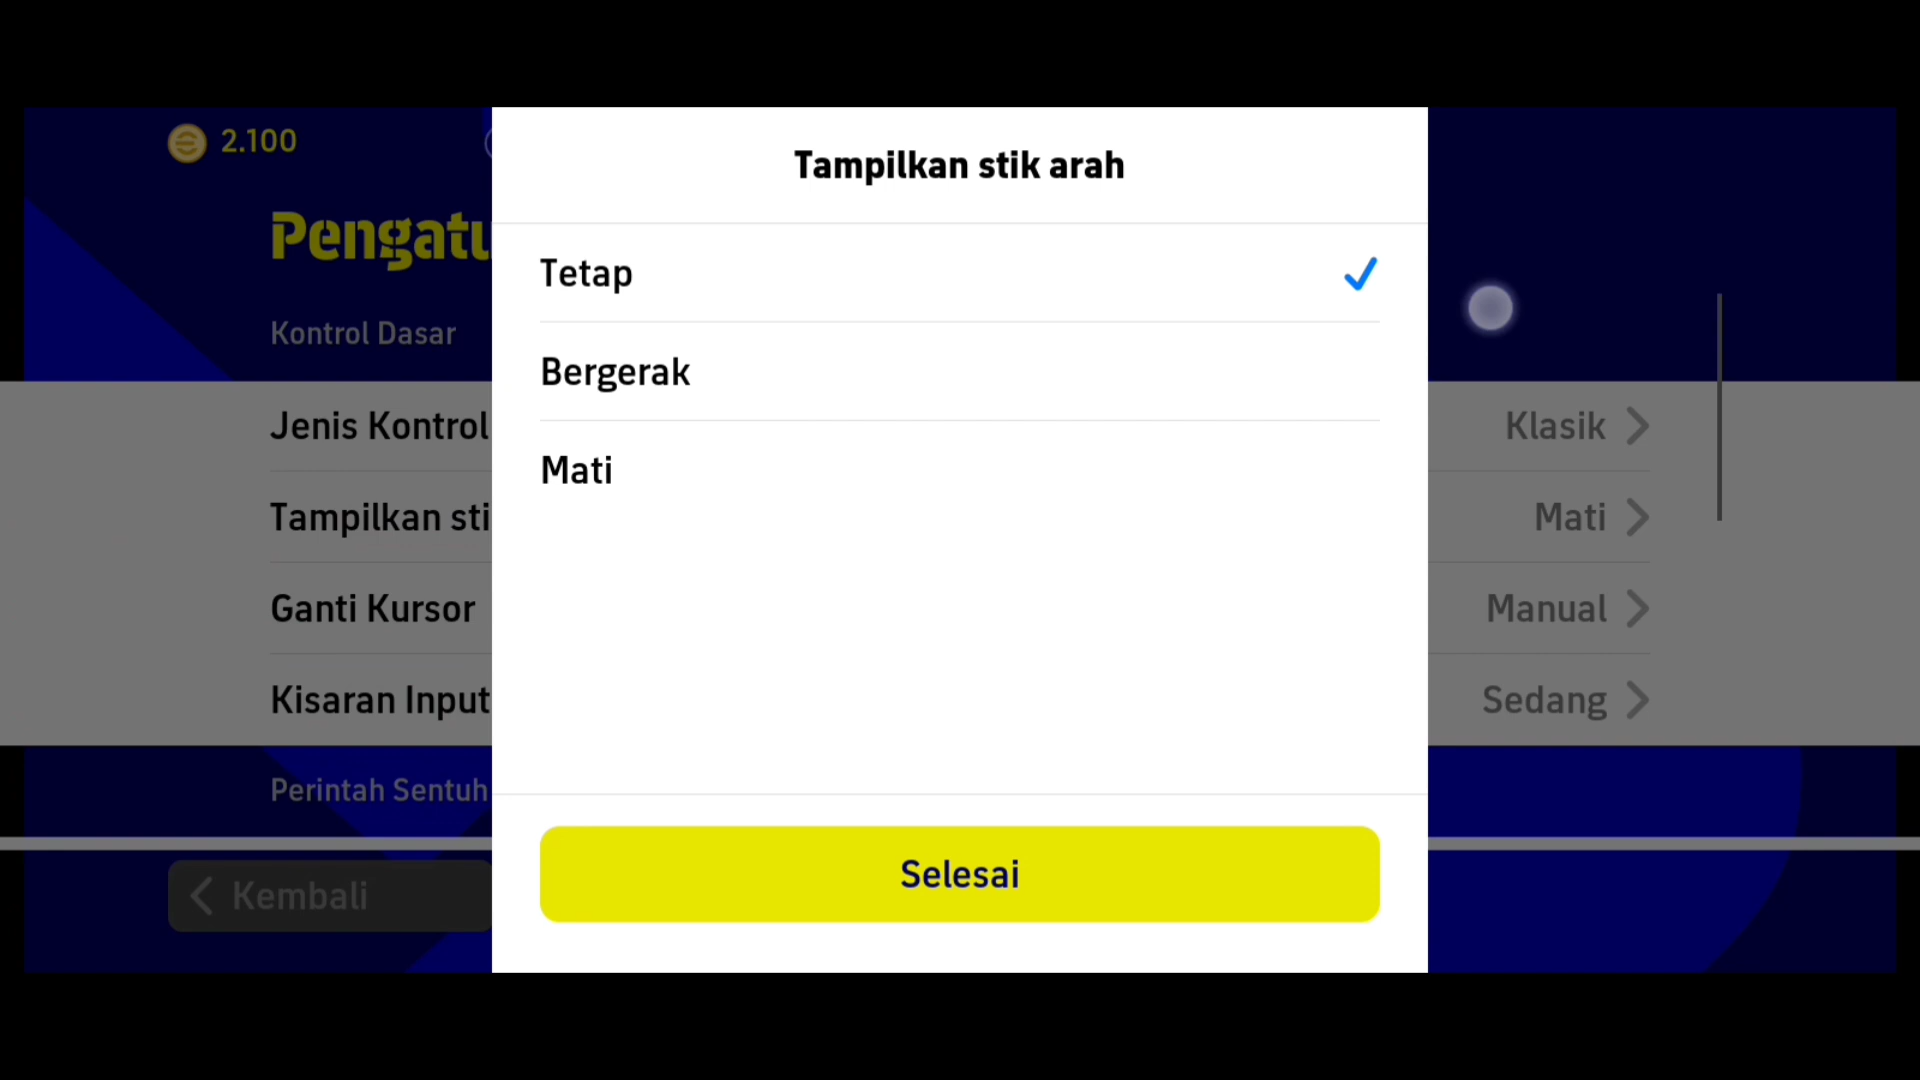 2.100
Tampilkan stik arah
Pengatu
Tetap
Kontrol Dasar
Bergerak
Jenis Kontrol
Klasik
Mati
Tampilkan sti
Mati
Ganti Kursor
Manual
Kisaran Input
Sedang
Perintah Sentuh
Selesai
Kembali